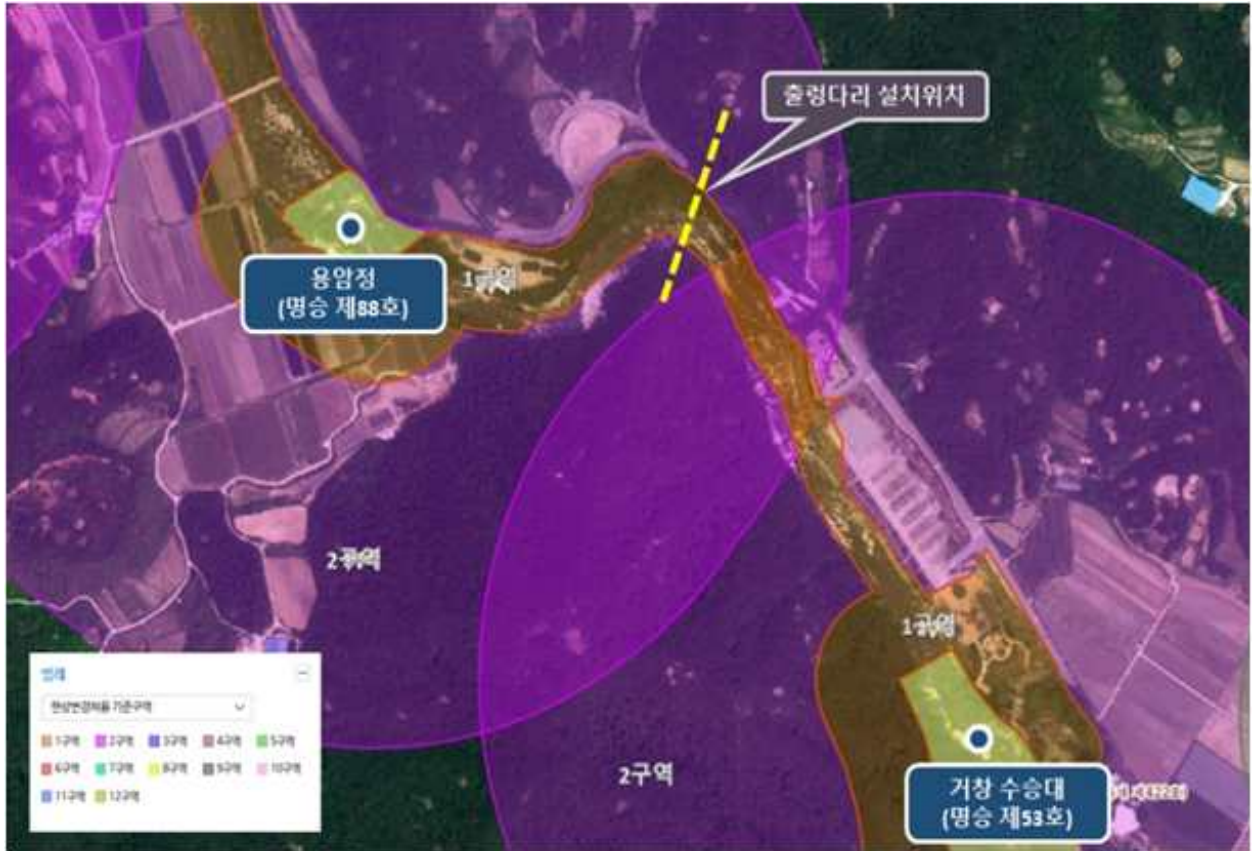 출렁다리 설치위치
용암정
(명승 제88호)
1구역
2구역
1구역
2구역
거창 수승대
(명승 제53호)
범례
현상변경허용 기준구역
1구역 2구역 3구역 4구역 5구역
6구역 7구역 8구역 9구역 10구역
11구역 12구역